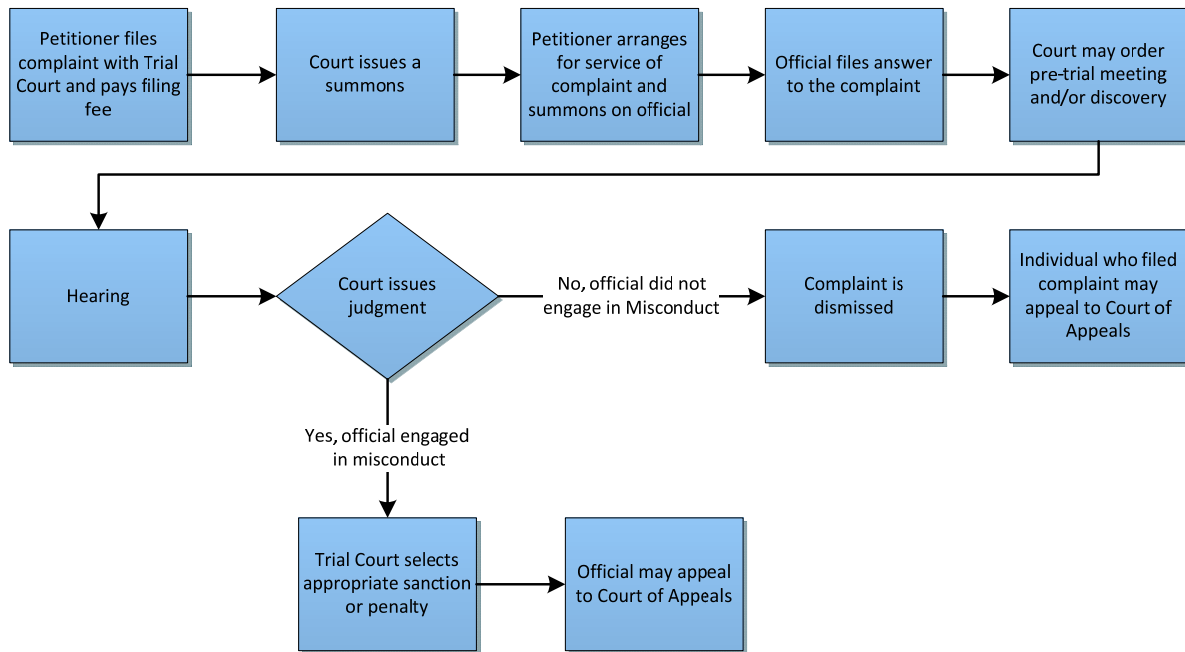 Petitioner files
complaint with Trial
Court and pays filing
fee
Court issues a
summons
Petitioner arranges
for service of
complaint and
summons on official
Official files answer
to the complaint
Court may order
pre-trial meeting
and/or discovery
Hearing
Court issues
judgment
No, official did not
engage in Misconduct
Complaint is
dismissed
Individual who filed
complaint may
appeal to Court of
Appeals
Yes, official engaged
in misconduct
Trial Court selects
appropriate sanction
or penalty
Official may appeal
to Court of Appeals